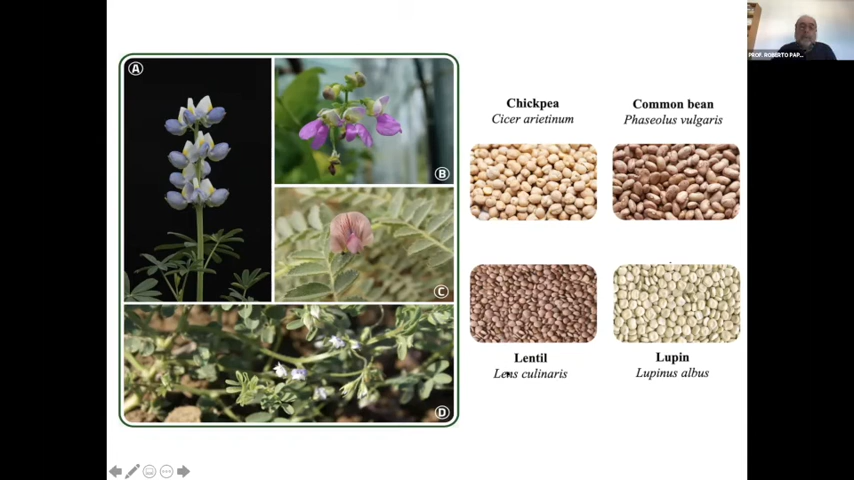 PROF. ROBERTO PAP...
A
B
C
D
Chickpea
Cicer arietinum
Common bean
Phaseolus vulgaris
Lentil
Lens culinaris
Lupin
Lupinus albus